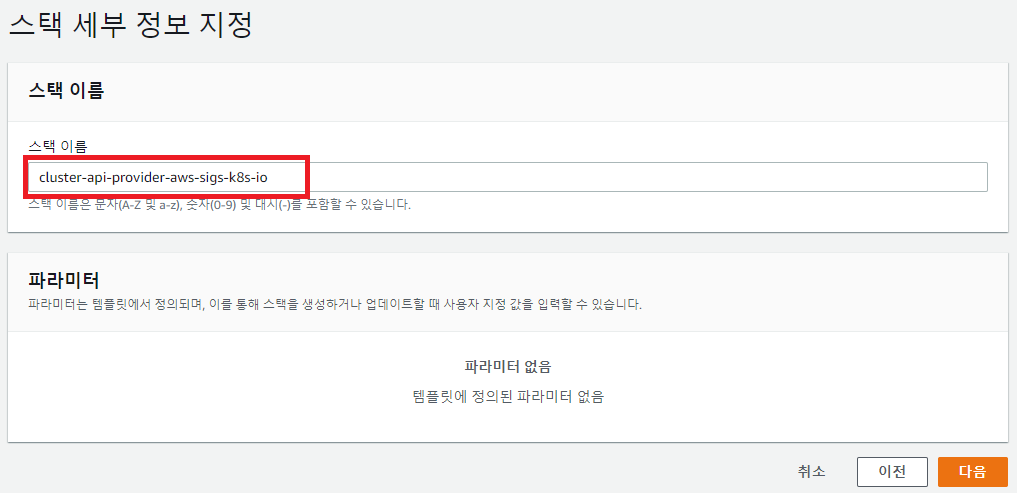 스택 세부 정보 지정
스택 이름
스택 이름
cluster-api-provider-aws-sigs-k8s-io
스택 이름은 문자(A-Z 및 a-z), 숫자(0-9) 및 대시(-)를 포함할 수 있습니다.
파라미터
파라미터는 템플릿에서 정의되며, 이를 통해 스택을 생성하거나 업데이트할 때 사용자 지정 값을 입력할 수 있습니다.
파라미터 없음
템플릿에 정의된 파라미터 없음
취소 이전 다음